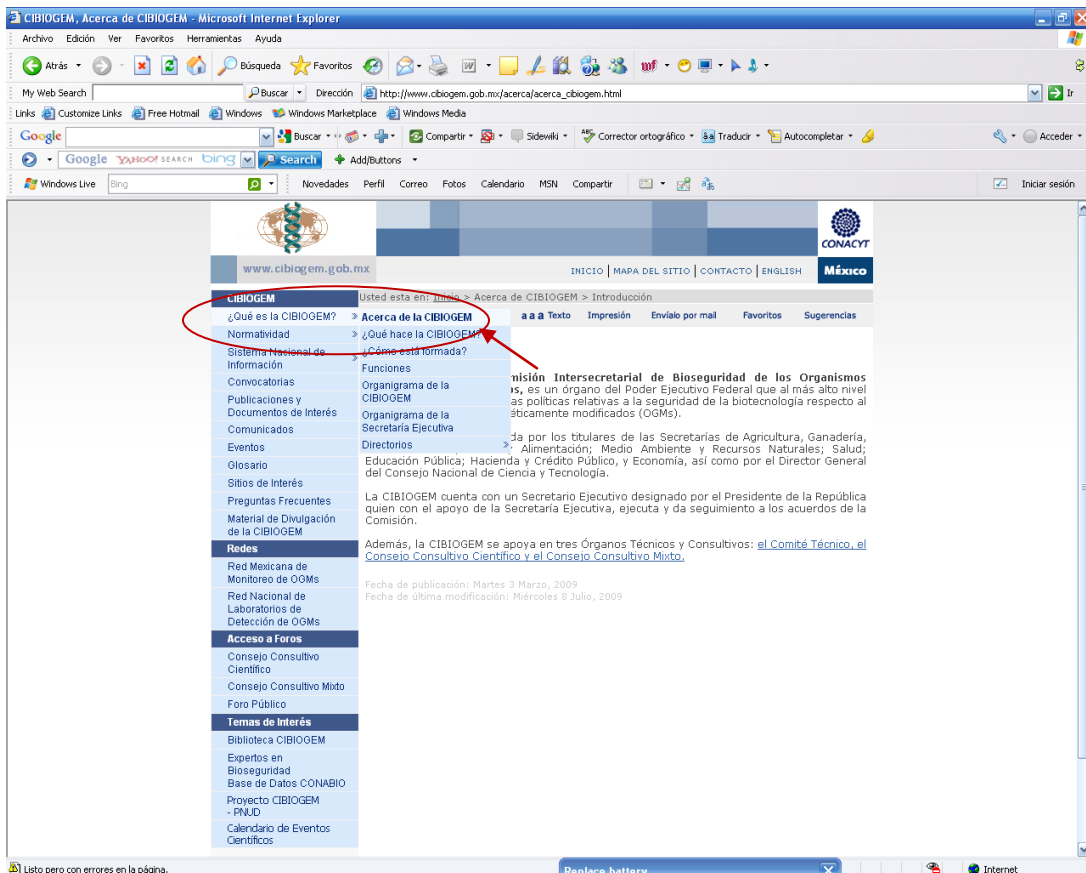 CIBIOGEM, Acerca de CIBIOGEM - Microsoft Internet Explorer
Archivo Edición Ver Favoritos Herramientas Ayuda
Atrás Búsqueda Favoritos
My Web Search Buscar Dirección http://www.cibiogem.gob.mx/acerca/acerca_cibiogem.html Ir
Links Customize Links Free Hotmail Windows Windows Marketplace Windows Media
Google Buscar Compartir Sidewiki Corrector ortográfico Traducir Autocompletar Acceder
Google YAHOO! SEARCH bing Search Add/Buttons
Windows Live Bing Novedades Perfil Correo Fotos Calendario MSN Compartir Iniciar sesión
CONACYT
www.cibiogem.gob.mx
INICIO | MAPA DEL SITIO | CONTACTO | ENGLISH México
CIBIOGEM
¿Qué es la CIBIOGEM? »
Normatividad »
Sistema Nacional de
Información »
Convocatorias
Publicaciones y
Documentos de Interés
Comunicados
Eventos
Glosario
Sitios de Interés
Preguntas Frecuentes
Material de Divulgación
de la CIBIOGEM
Redes
Red Mexicana de
Monitoreo de OGMs
Red Nacional de
Laboratorios de
Detección de OGMs
Acceso a Foros
Consejo Consultivo
Científico
Consejo Consultivo Mixto
Foro Público
Temas de Interés
Biblioteca CIBIOGEM
Expertos en
Bioseguridad
Base de Datos CONABIO
Proyecto CIBIOGEM
- PNUD
Calendario de Eventos
Científicos
Usted esta en: Inicio > Acerca de CIBIOGEM > Introducción
a a a Texto Impresión Envíalo por mail Favoritos Sugerencias
Acerca de la CIBIOGEM
¿Qué hace la CIBIOGEM?
¿Cómo está formada?
Funciones
Organigrama de la
CIBIOGEM
Organigrama de la
Secretaría Ejecutiva
Directorios »
Intersecretarial de Bioseguridad de los Organismos
es un órgano del Poder Ejecutivo Federal que al más alto nivel
políticas relativas a la seguridad de la biotecnología respecto al
modificados (OGMs).
por los titulares de las Secretarías de Agricultura, Ganadería,
Alimentación; Medio Ambiente y Recursos Naturales; Salud;
Educación Pública; Hacienda y Crédito Público, y Economía, así como por el Director General
del Consejo Nacional de Ciencia y Tecnología.
La CIBIOGEM cuenta con un Secretario Ejecutivo designado por el Presidente de la República
quien con el apoyo de la Secretaría Ejecutiva, ejecuta y da seguimiento a los acuerdos de la
Comisión.
Además, la CIBIOGEM se apoya en tres Órganos Técnicos y Consultivos: el Comité Técnico, el
Consejo Consultivo Científico y el Consejo Consultivo Mixto.
Fecha de publicación: Martes 3 Marzo, 2009
Fecha de última modificación: Miércoles 8 Julio, 2009
Listo pero con errores en la página.
Replace battery
Internet